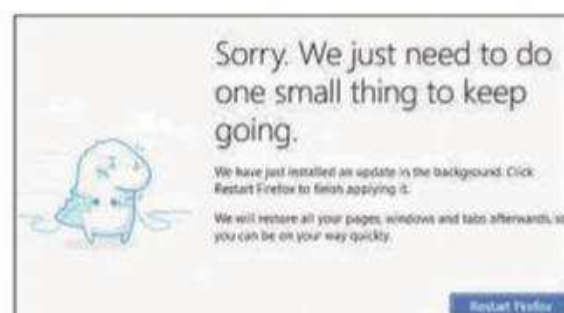 Sorry. We just need to do
one small thing to keep
going.
We have just installed an update in the background. Click
Restart Firefox to finish applying it.
We will restore all your pages, windows and tabs afterwards, so
you can be on your way quickly.
Restart Firefox